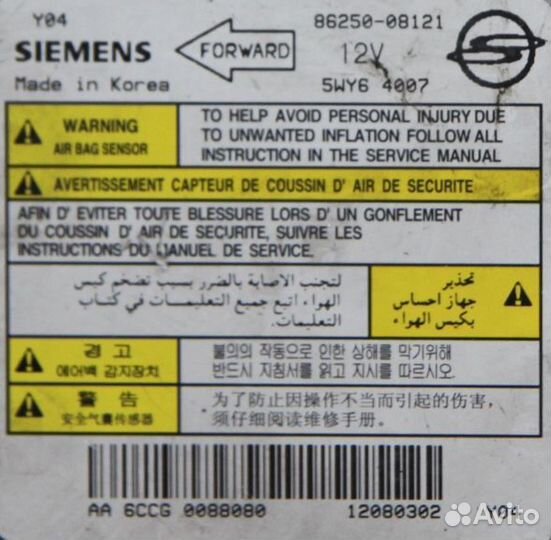 Y04
86250-08121
SIEMENS
FORWARD
12V
Made in Korea
5WY6 4007
WARNING
AIR BAG SENSOR
TO HELP AVOID PERSONAL INJURY DUE
TO UNWANTED INFLATION FOLLOW ALL
INSTRUCTION IN THE SERVICE MANUAL
AVERTISSEMENT CAPTEUR DE COUSSIN D' AIR DE SECURITE
AFIN D' EVITER TOUTE BLESSURE LORS D' UN GONFLEMENT
DU COUSSIN D' AIR DE SECURITE, SUIVRE LES
INSTRUCTIONS DU MANUEL DE SERVICE.
تحذير
جهاز احساس
بكيس الهواء
لتجنب الاصابة بالضرر بسبب تضخم كيس
الهواء اتبع جميع التعليمات في كتاب
التعليمات.
경 고
에어백 감지장치
불의의 작동으로 인한 상해를 막기위해
반드시 지침서를 읽고 지시를 따르시오.
警 告
安全气囊传感器
为了防止因操作不当而引起的伤害,
须仔细阅读维修手册.
AA 6CCG 0088080
12080302
Y04
Avito